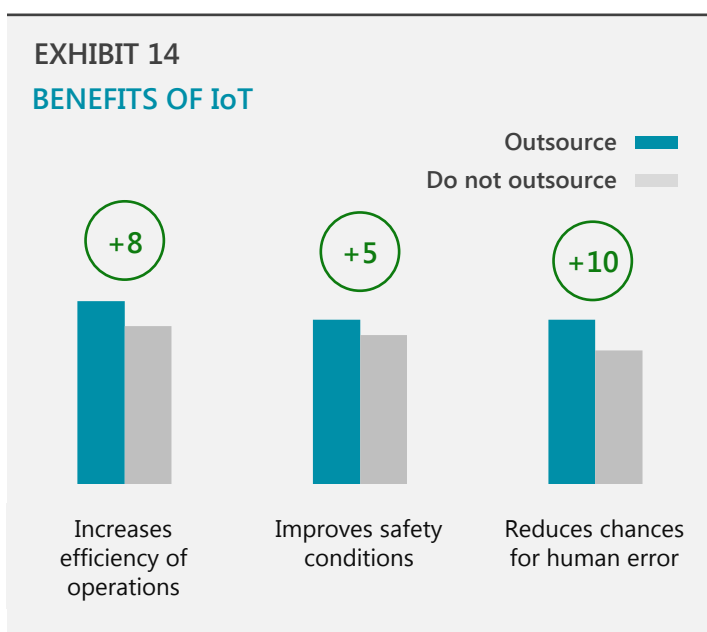 EXHIBIT 14
BENEFITS OF IoT
Outsource
Do not outsource
+8
+5
+10
Increases
efficiency of
operations
Improves safety
conditions
Reduces chances
for human error